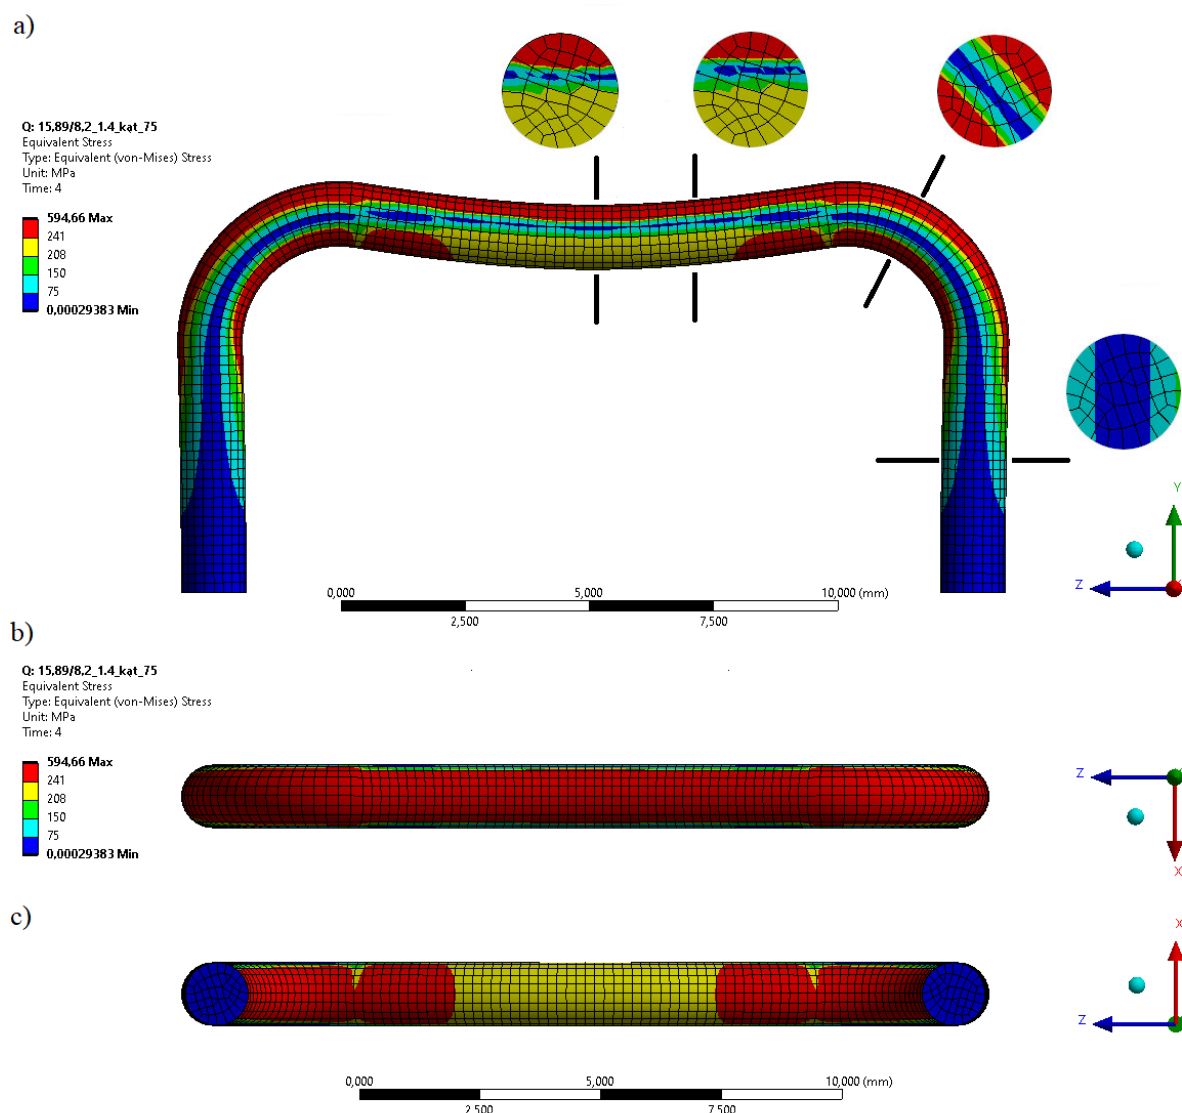 a)
Q: 15,89/8,2_1.4_kąt_75
Equivalent Stress
Type: Equivalent (von-Mises) Stress
Unit: MPa
Time: 4
594,66 Max
241
208
150
75
0,00029383 Min
Y
Z
0,000 5,000 10,000 (mm)
2,500 7,500
b)
Q: 15,89/8,2_1.4_kąt_75
Equivalent Stress
Type: Equivalent (von-Mises) Stress
Unit: MPa
Time: 4
594,66 Max
241
208
150
75
0,00029383 Min
Z
X
c)
X
Z
0,000 5,000 10,000 (mm)
2,500 7,500